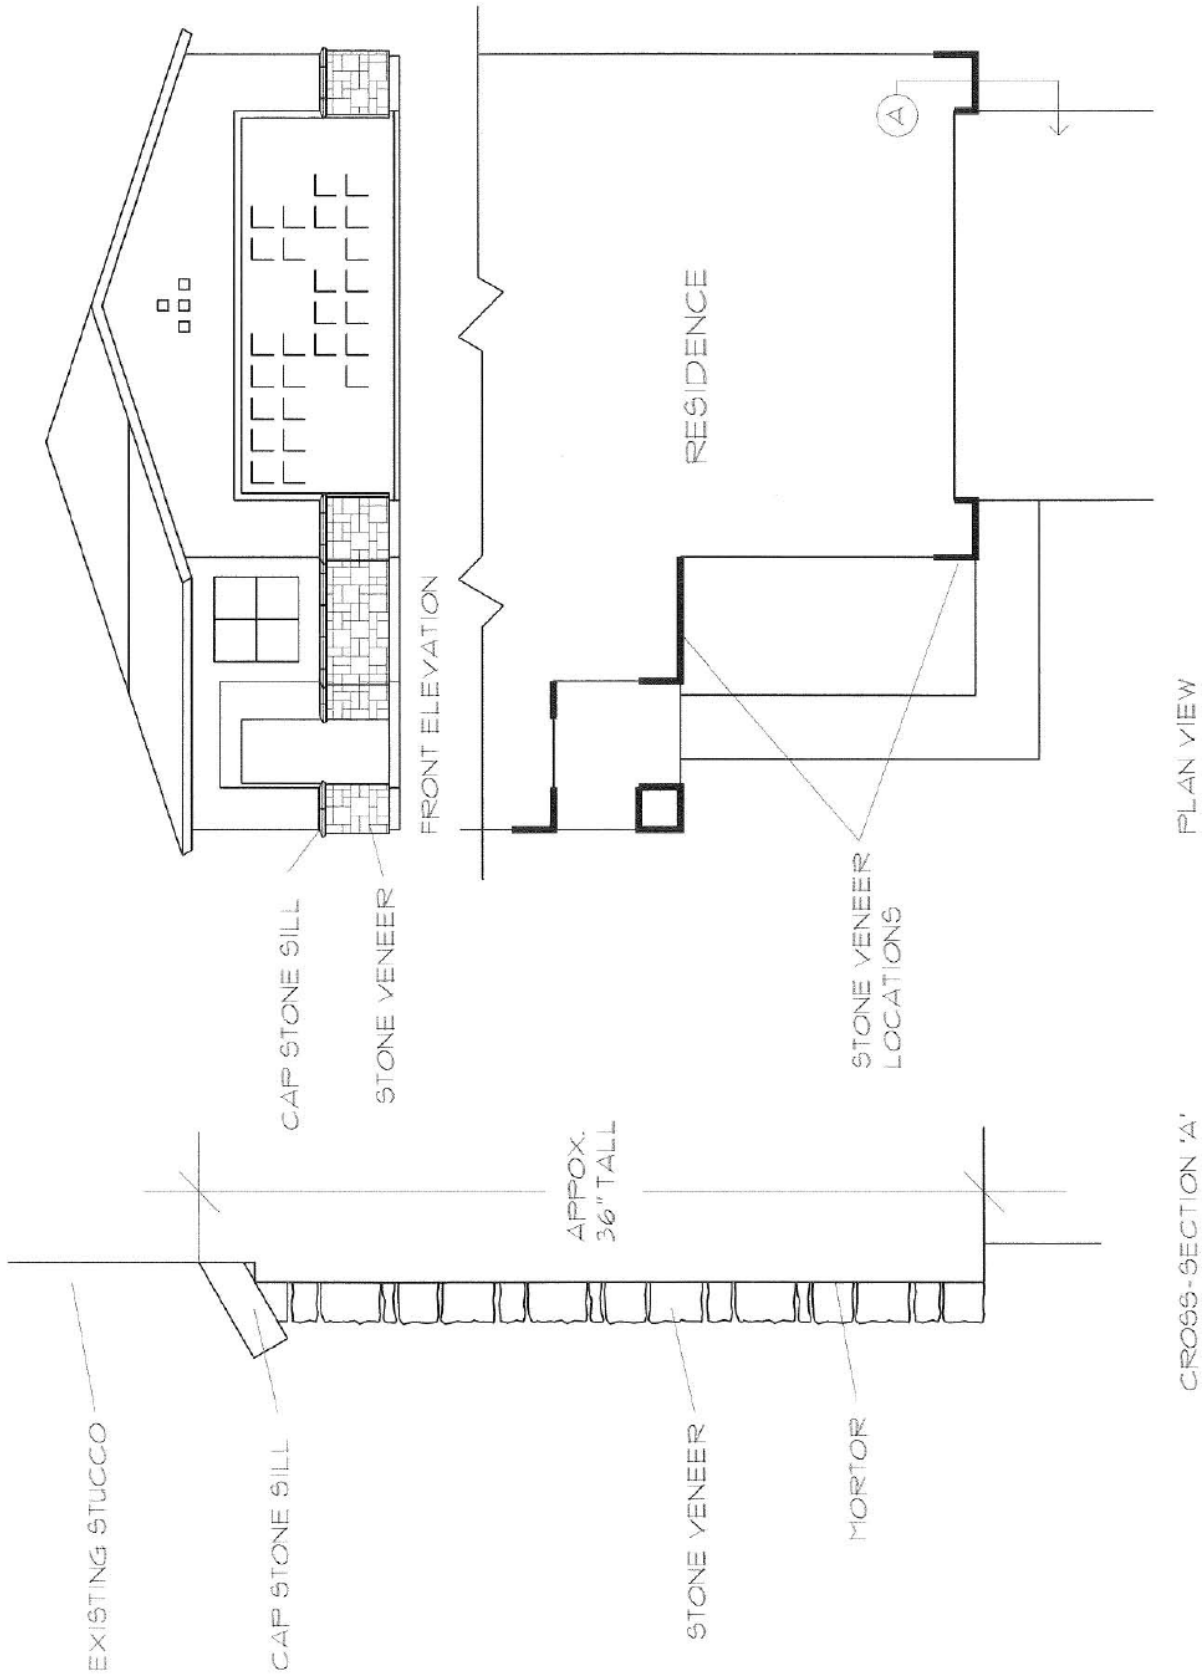 EXISTING STUCCO
CAP STONE SILL
STONE VENEER
MORTOR
APPOX.
36" TALL
CROSS-SECTION 'A'
CAP STONE SILL
STONE VENEER
FRONT ELEVATION
RESIDENCE
A
STONE VENEER
LOCATIONS
PLAN VIEW